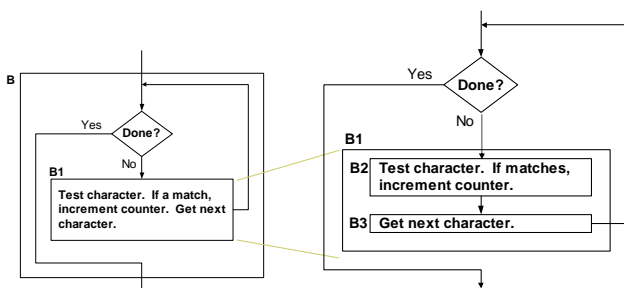 B
Yes
Done?
No
B1
Test character.  If a match,
increment counter.  Get next
character.
Yes
Done?
No
B1
B2
Test character.  If matches,
increment counter.
B3
Get next character.